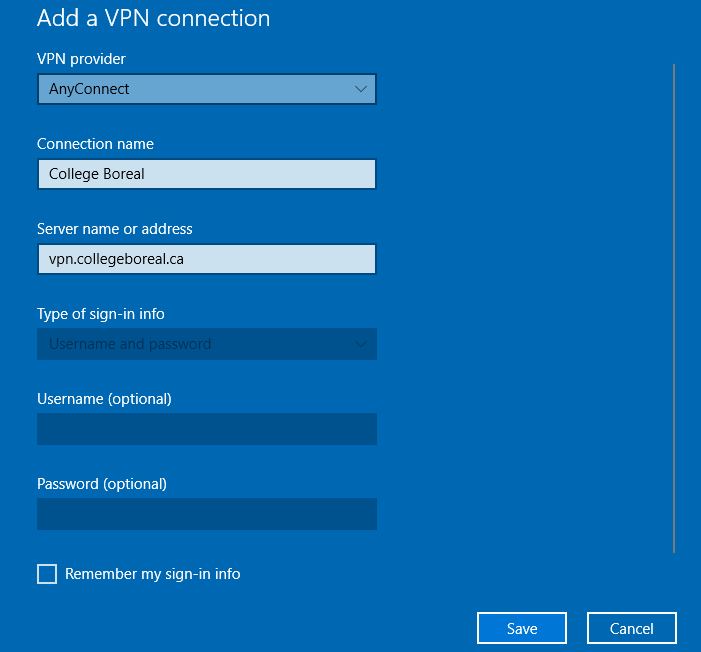 Add a VPN connection
VPN provider
AnyConnect
Connection name
College Boreal
Server name or address
vpn.collegeboreal.ca
Type of sign-in info
Username and password
Username (optional)
Password (optional)
Remember my sign-in info
Save Cancel